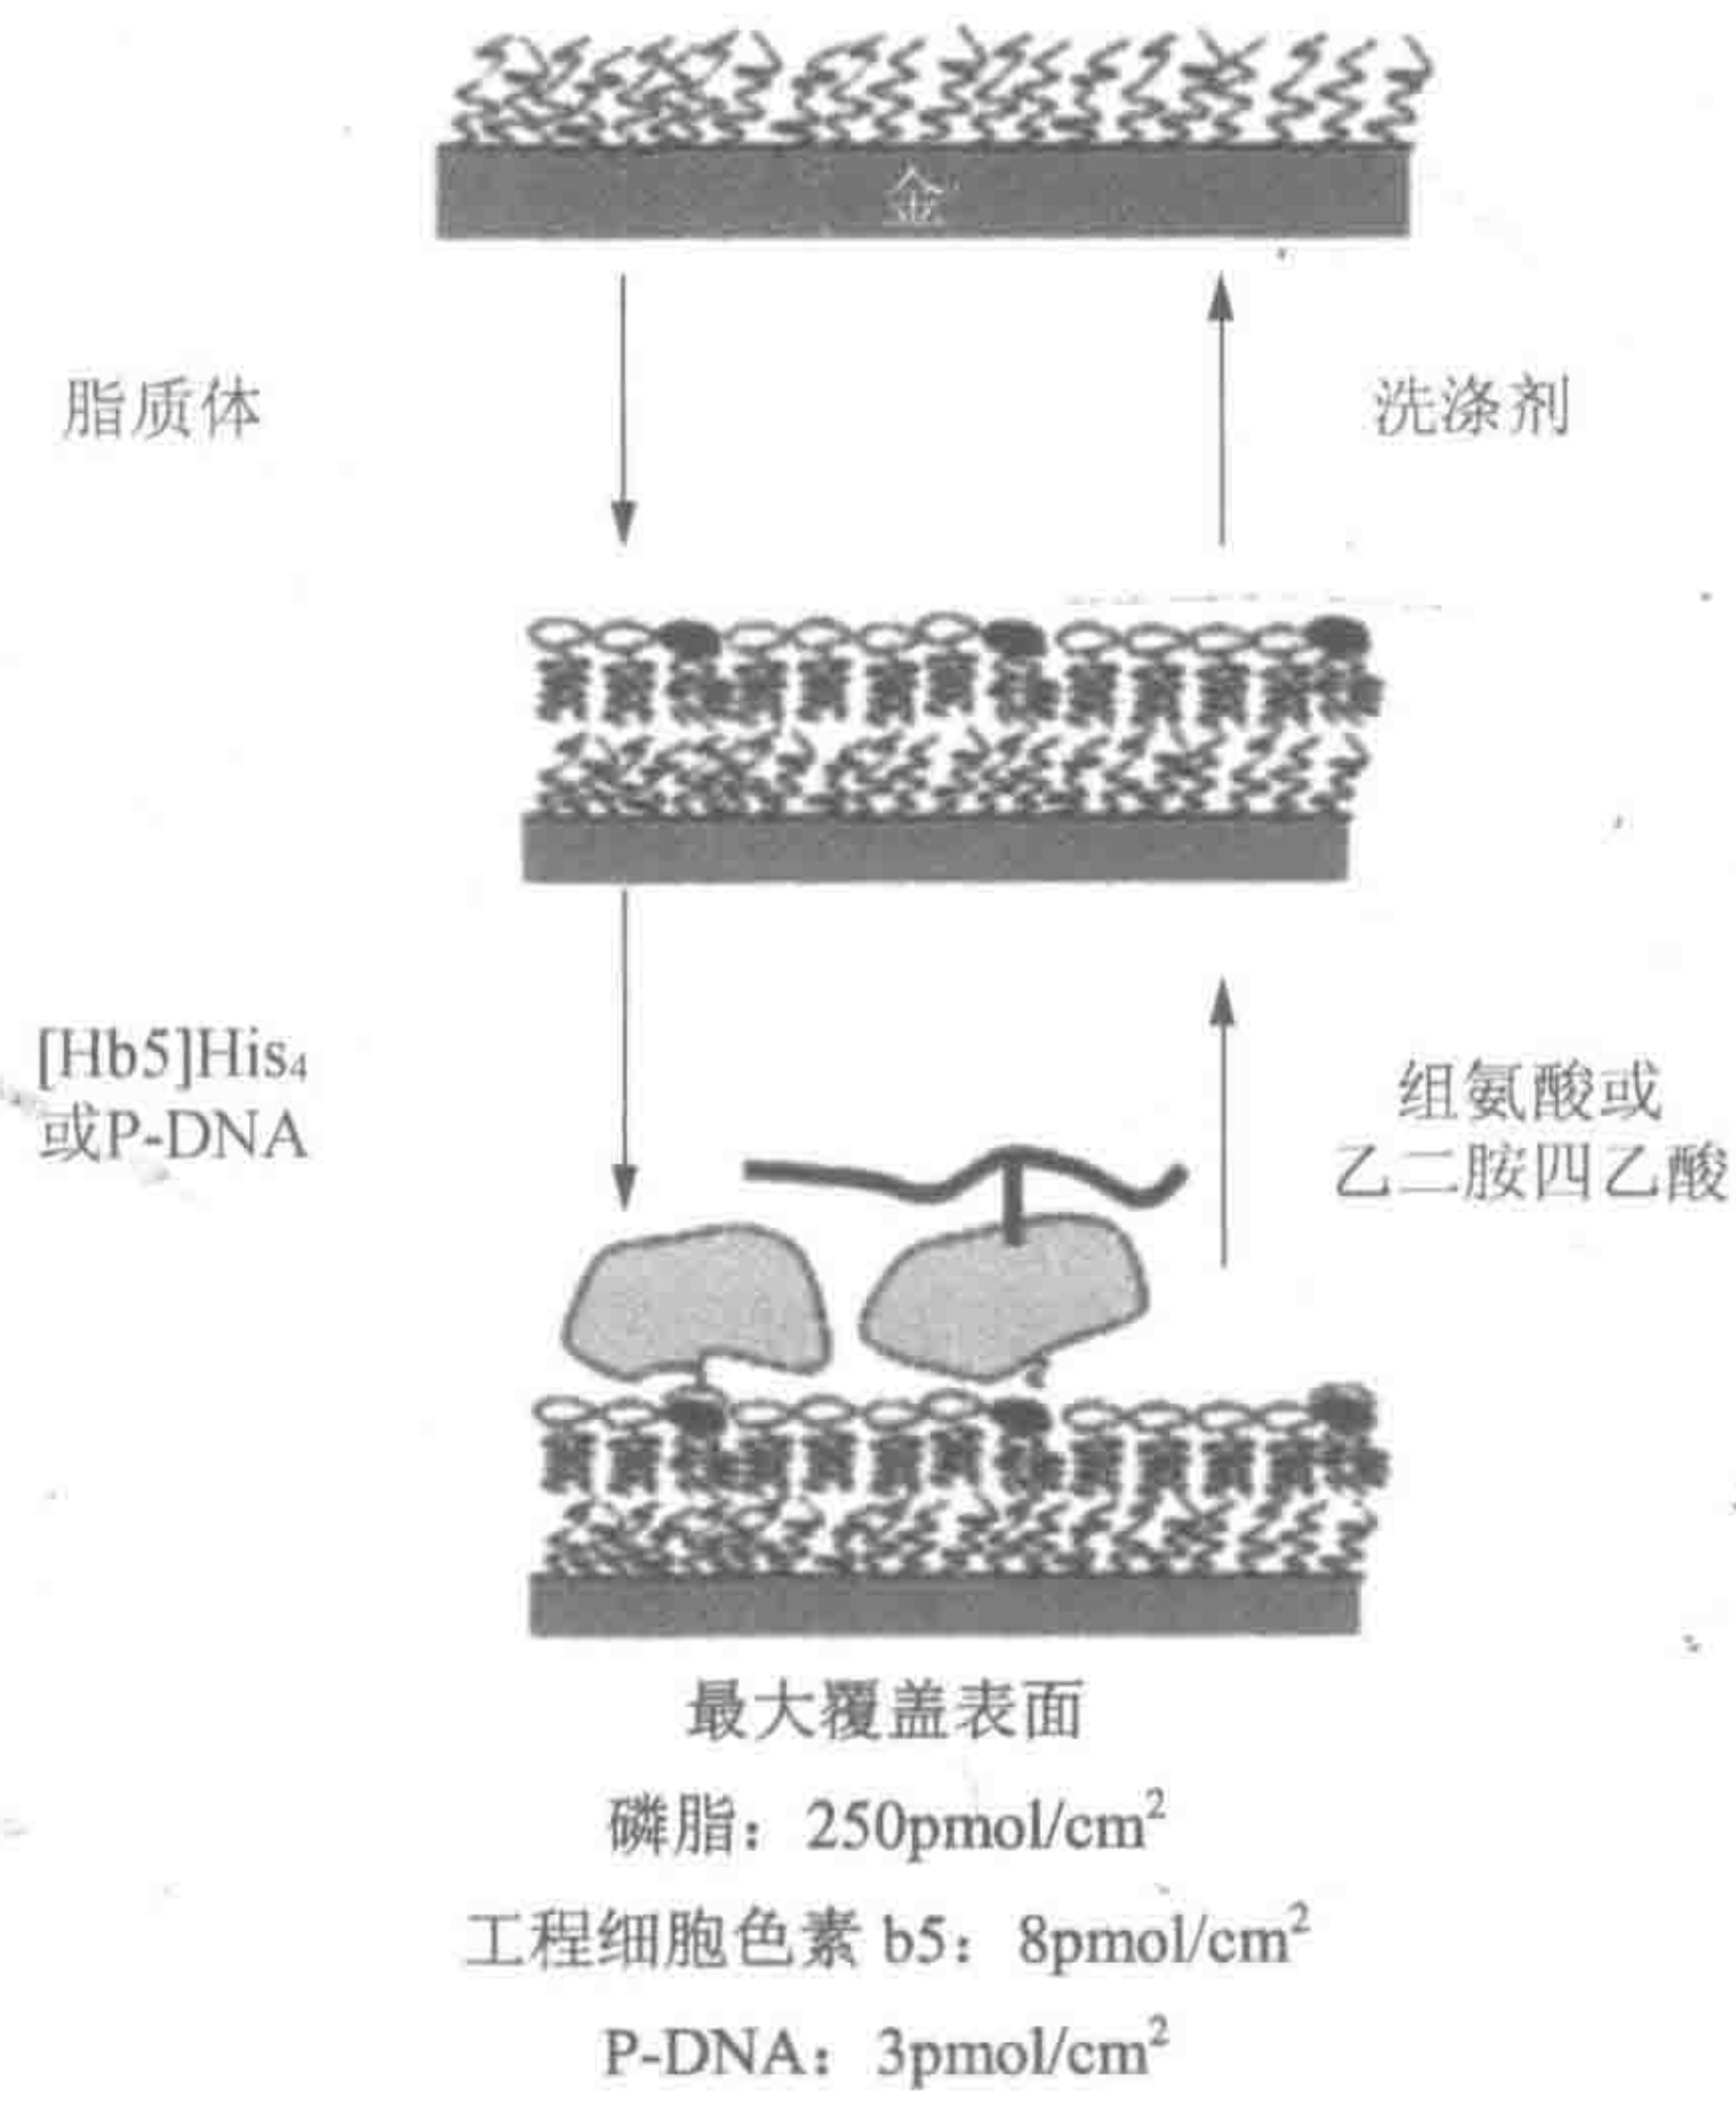 金
脂质体
洗涤剂
[Hb5]His₄
或P-DNA
组氨酸或
乙二胺四乙酸
最大覆盖表面
磷脂：250pmol/cm²
工程细胞色素 b5：8pmol/cm²
P-DNA：3pmol/cm²